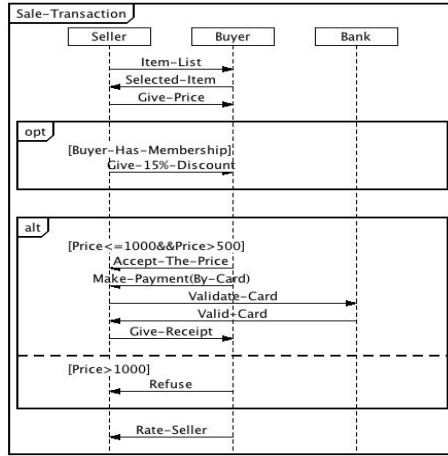 Sale-Transaction
Seller Buyer Bank
Item-List
Selected-Item
Give-Price
opt
[Buyer-Has-Membership]
Give-15%-Discount
alt
[Price<=1000&&Price>500]
Accept-The-Price
Make-Payment(By-Card)
Validate-Card
Valid-Card
Give-Receipt
[Price>1000]
Refuse
Rate-Seller